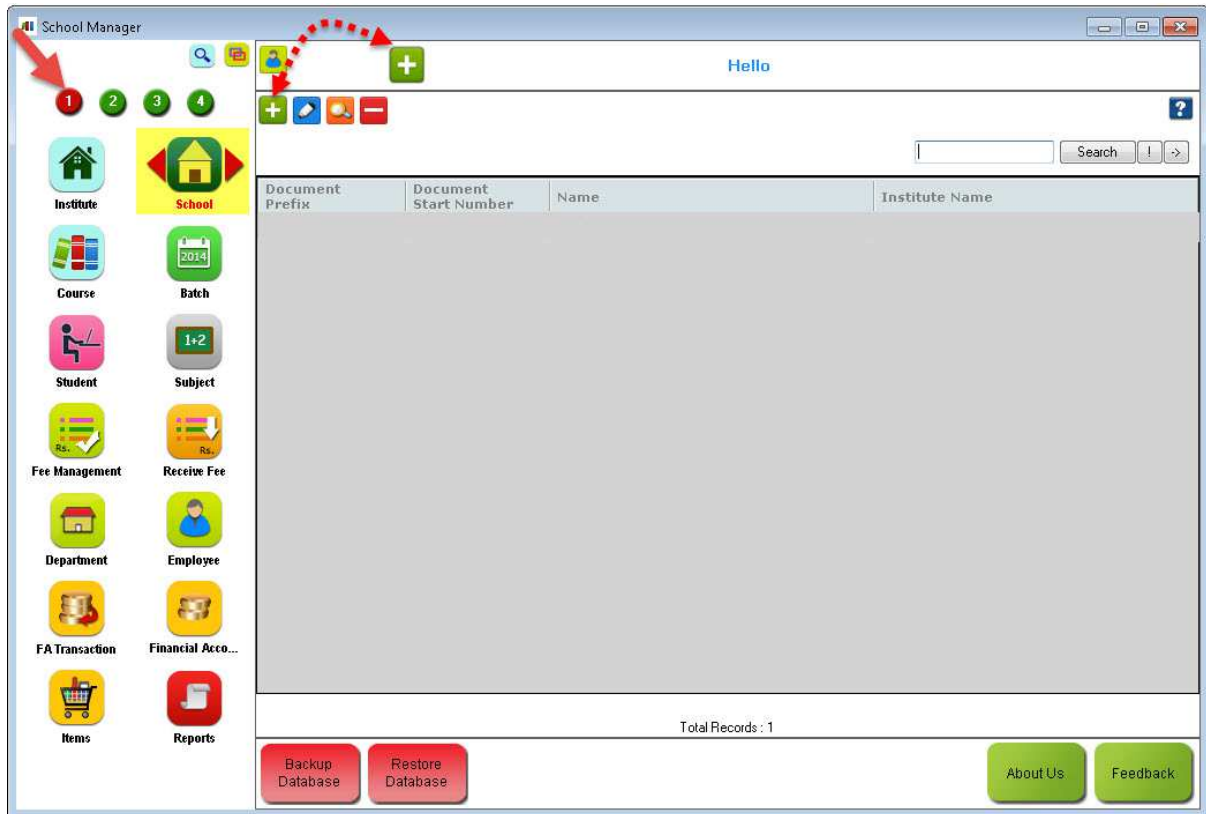 School Manager
Hello
1 2 3 4
Search ! ->
Institute School
Document Prefix Document Start Number Name Institute Name
2014
Course Batch
1+2
Student Subject
Rs. Rs.
Fee Management Receive Fee
Department Employee
FA Transaction Financial Acco...
Items Reports
Total Records : 1
Backup Database Restore Database About Us Feedback
?